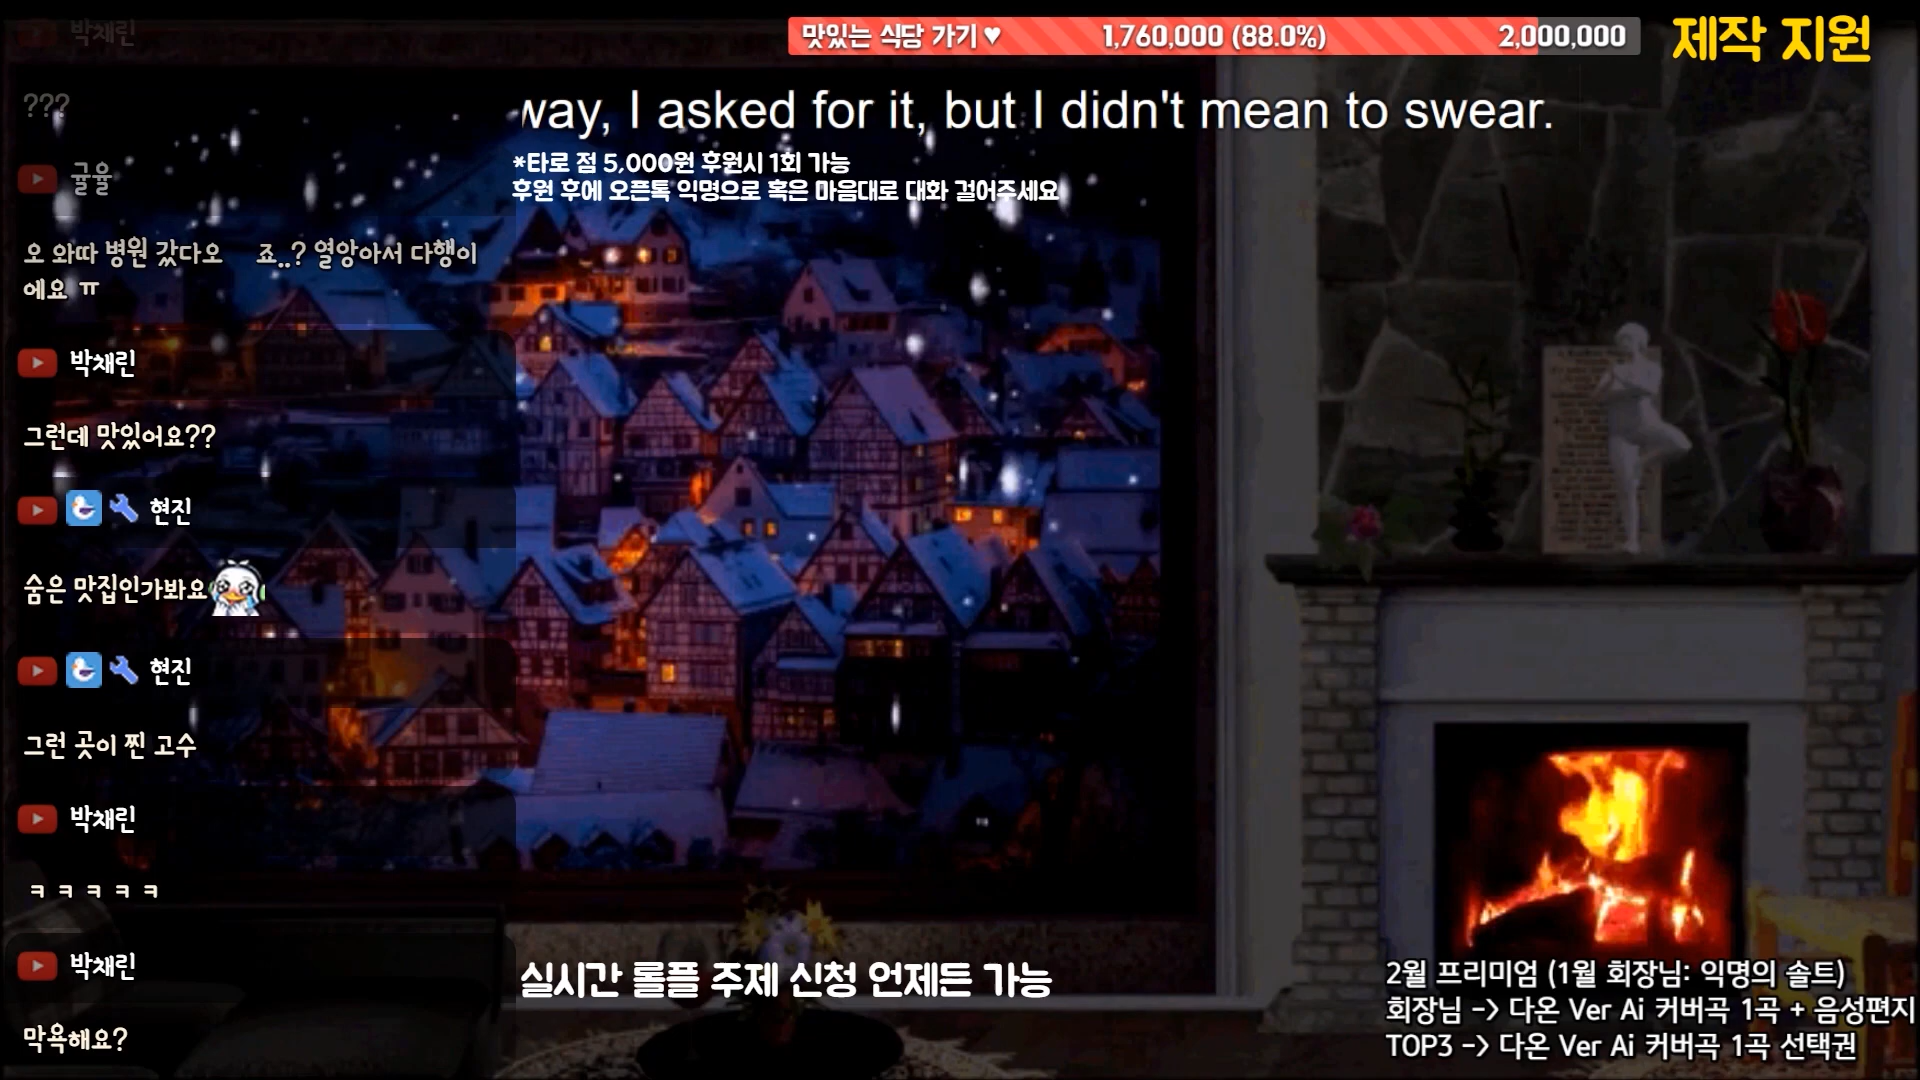 박채린
맛있는 식당 가기 ♥ 1,760,000 (88.0%) 2,000,000
제작 지원
???
way, I asked for it, but I didn't mean to swear.
*타로 점 5,000원 후원시 1회 가능
후원 후에 오픈톡 익명으로 혹은 마음대로 대화 걸어주세요
귤율
오 와따 병원 갔다오 죠..? 열앙아서 다행이
에요 ㅠ
박채린
그런데 맛있어요??
현진
숨은 맛집인가봐요
현진
그런 곳이 찐 고수
박채린
ㅋㅋㅋㅋㅋ
박채린
막욕해요?
실시간 롤플 주제 신청 언제든 가능
2월 프리미엄 (1월 회장님: 익명의 솔트)
회장님 -> 다온 Ver Ai 커버곡 1곡 + 음성편지
TOP3 -> 다온 Ver Ai 커버곡 1곡 선택권